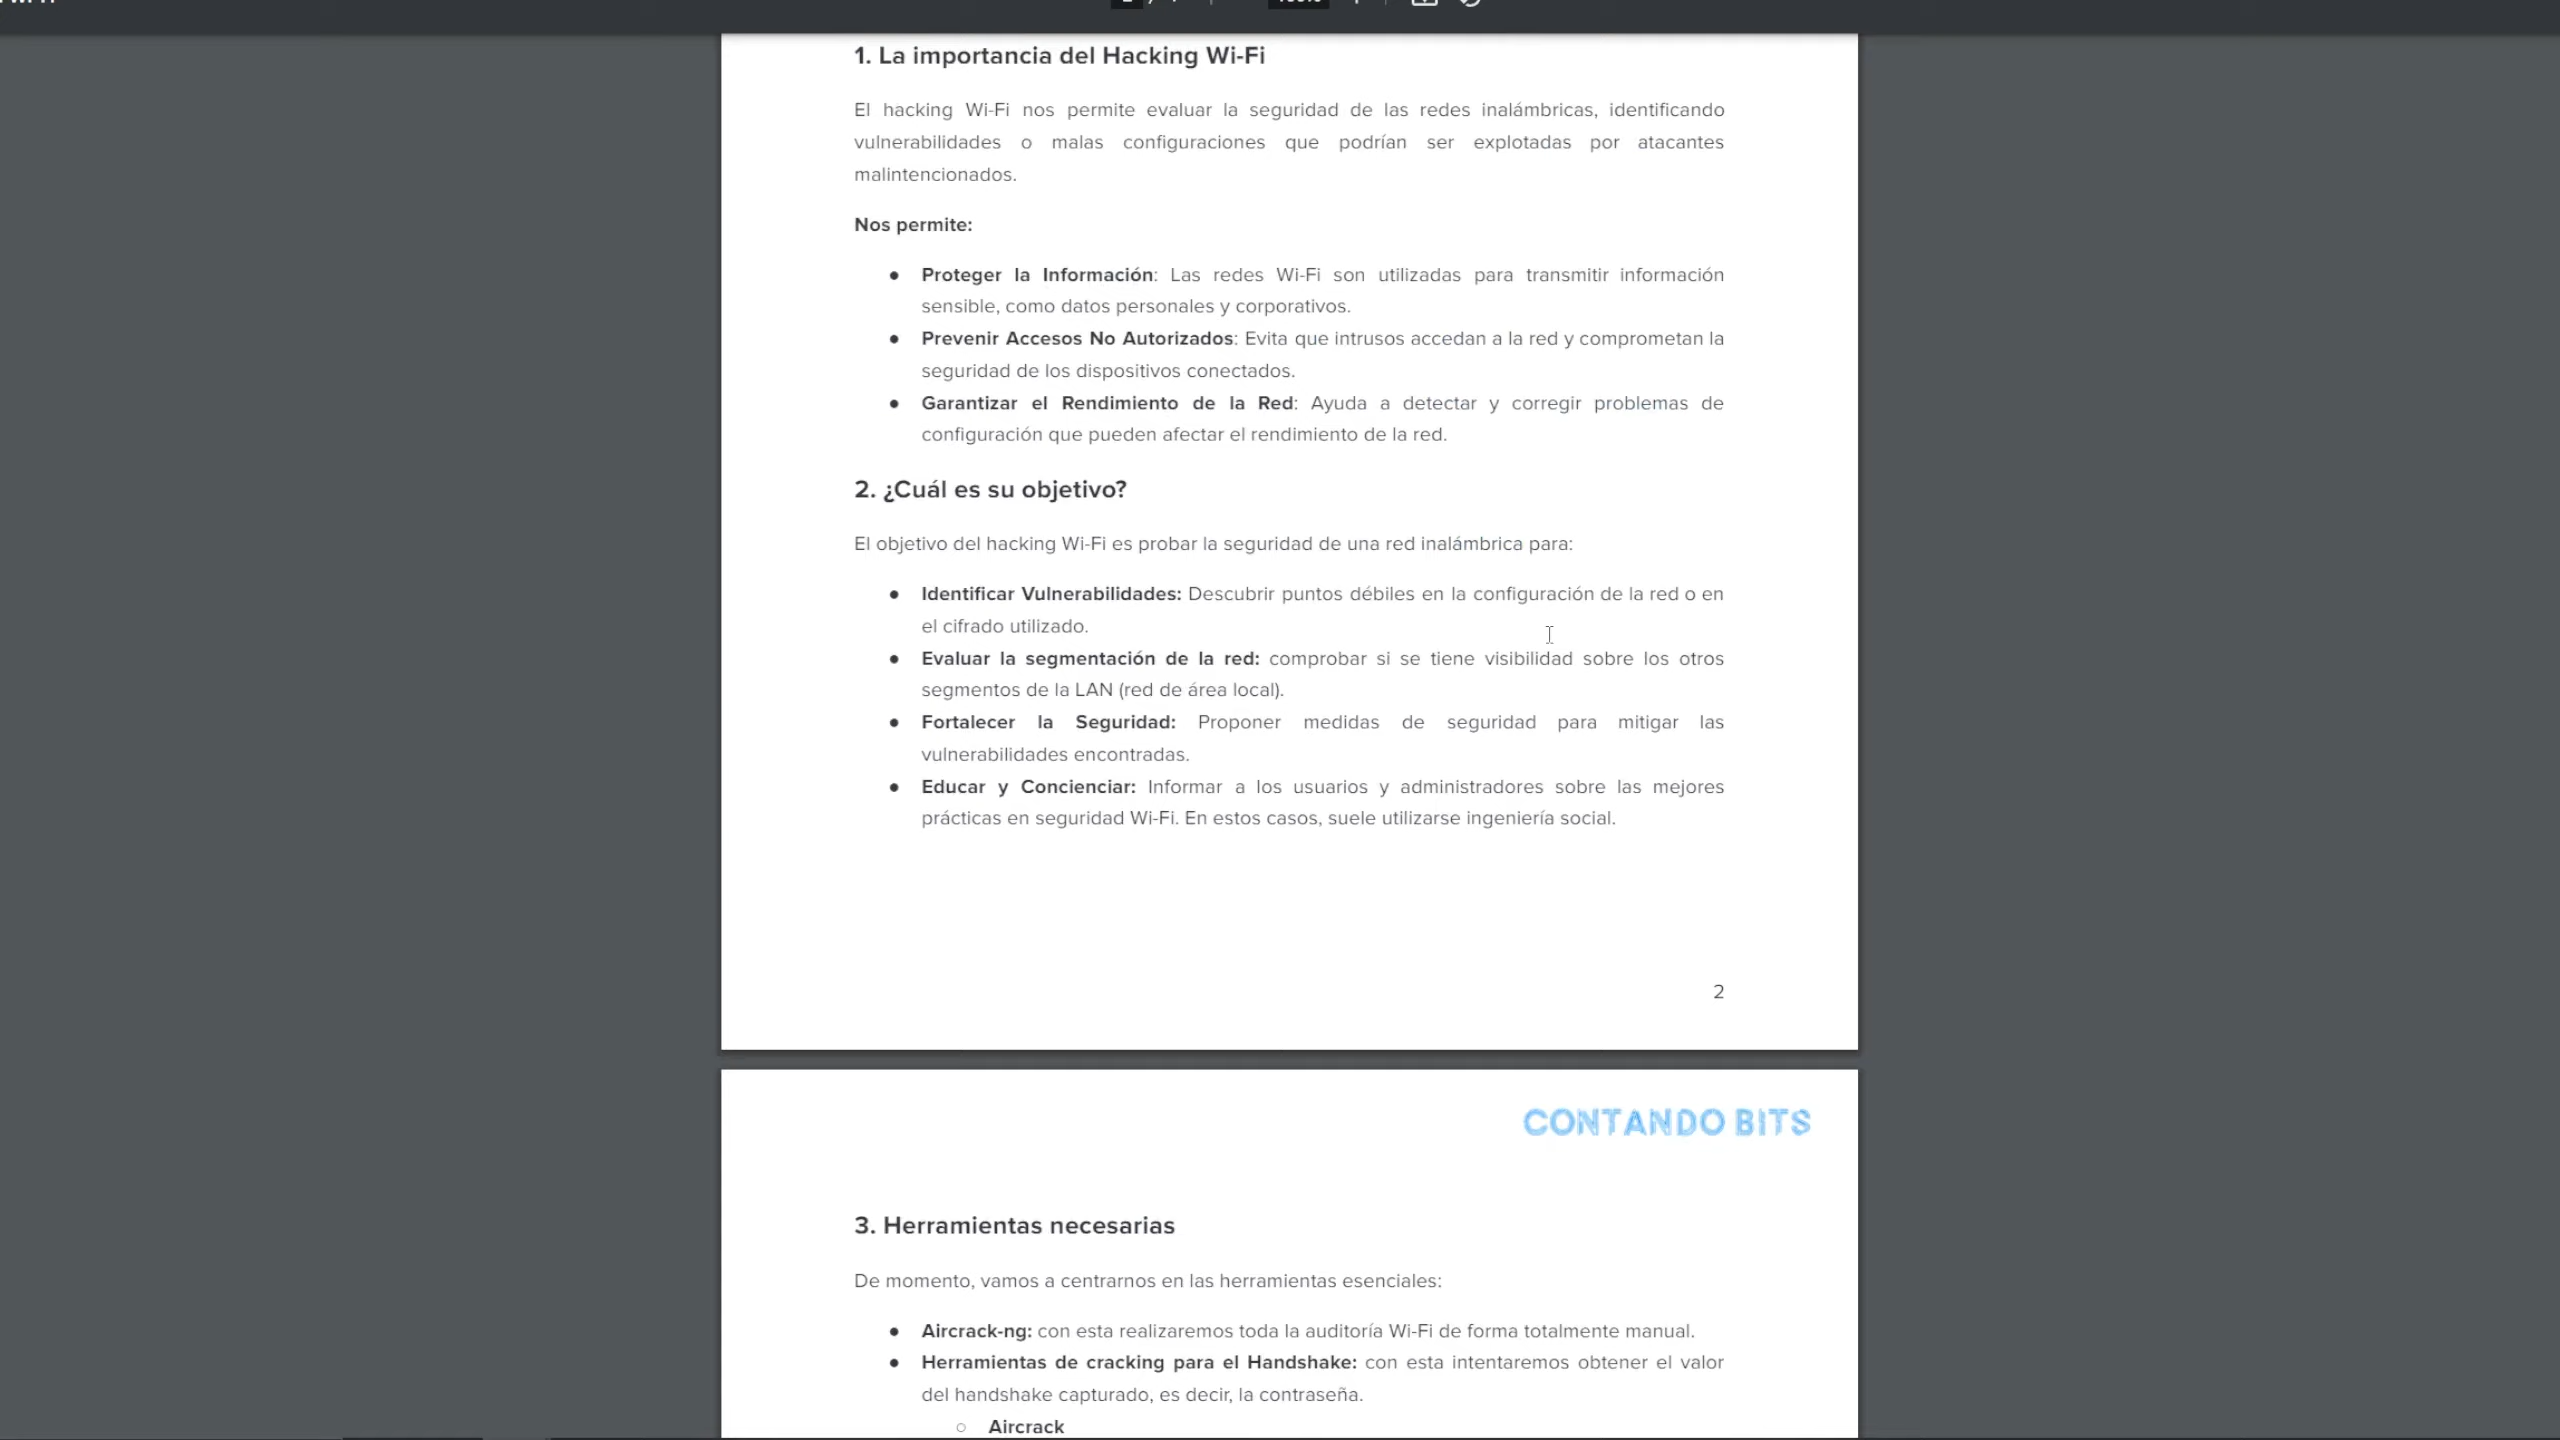 1. La importancia del Hacking Wi-Fi
El hacking Wi-Fi nos permite evaluar la seguridad de las redes inalámbricas, identificando
vulnerabilidades o malas configuraciones que podrían ser explotadas por atacantes
malintencionados.
Nos permite:
● Proteger la Información: Las redes Wi-Fi son utilizadas para transmitir información
sensible, como datos personales y corporativos.
● Prevenir Accesos No Autorizados: Evita que intrusos accedan a la red y comprometan la
seguridad de los dispositivos conectados.
● Garantizar el Rendimiento de la Red: Ayuda a detectar y corregir problemas de
configuración que pueden afectar el rendimiento de la red.
2. ¿Cuál es su objetivo?
El objetivo del hacking Wi-Fi es probar la seguridad de una red inalámbrica para:
● Identificar Vulnerabilidades: Descubrir puntos débiles en la configuración de la red o en
el cifrado utilizado.
● Evaluar la segmentación de la red: comprobar si se tiene visibilidad sobre los otros
segmentos de la LAN (red de área local).
● Fortalecer la Seguridad: Proponer medidas de seguridad para mitigar las
vulnerabilidades encontradas.
● Educar y Concienciar: Informar a los usuarios y administradores sobre las mejores
prácticas en seguridad Wi-Fi. En estos casos, suele utilizarse ingeniería social.
2
CONTANDO BITS
3. Herramientas necesarias
De momento, vamos a centrarnos en las herramientas esenciales:
● Aircrack-ng: con esta realizaremos toda la auditoría Wi-Fi de forma totalmente manual.
● Herramientas de cracking para el Handshake: con esta intentaremos obtener el valor
del handshake capturado, es decir, la contraseña.
○ Aircrack